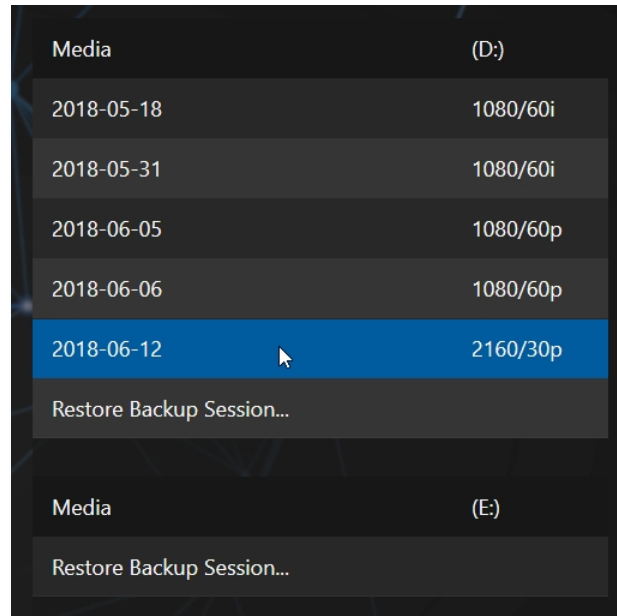 Media (D:)
2018-05-18 1080/60i
2018-05-31 1080/60i
2018-06-05 1080/60p
2018-06-06 1080/60p
2018-06-12 2160/30p
Restore Backup Session...
Media (E:)
Restore Backup Session...